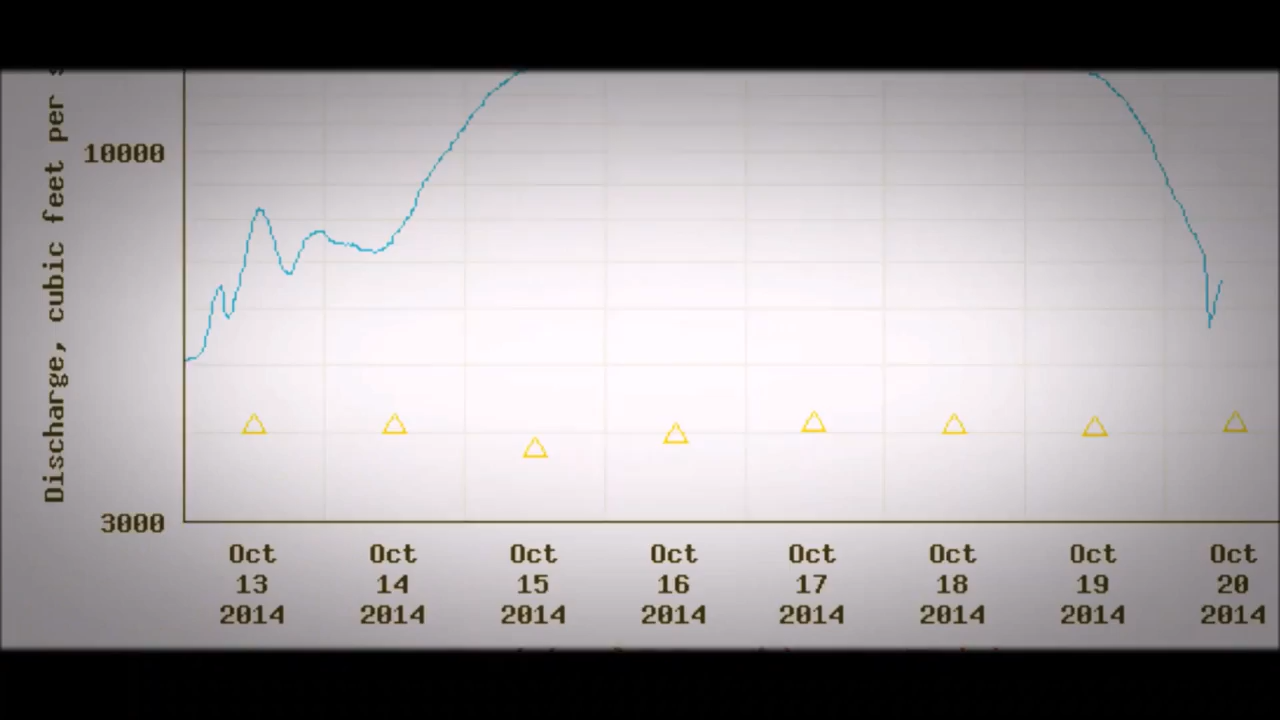 Discharge, cubic feet per
10000
3000
Oct Oct Oct Oct Oct Oct Oct Oct
13 14 15 16 17 18 19 20
2014 2014 2014 2014 2014 2014 2014 2014